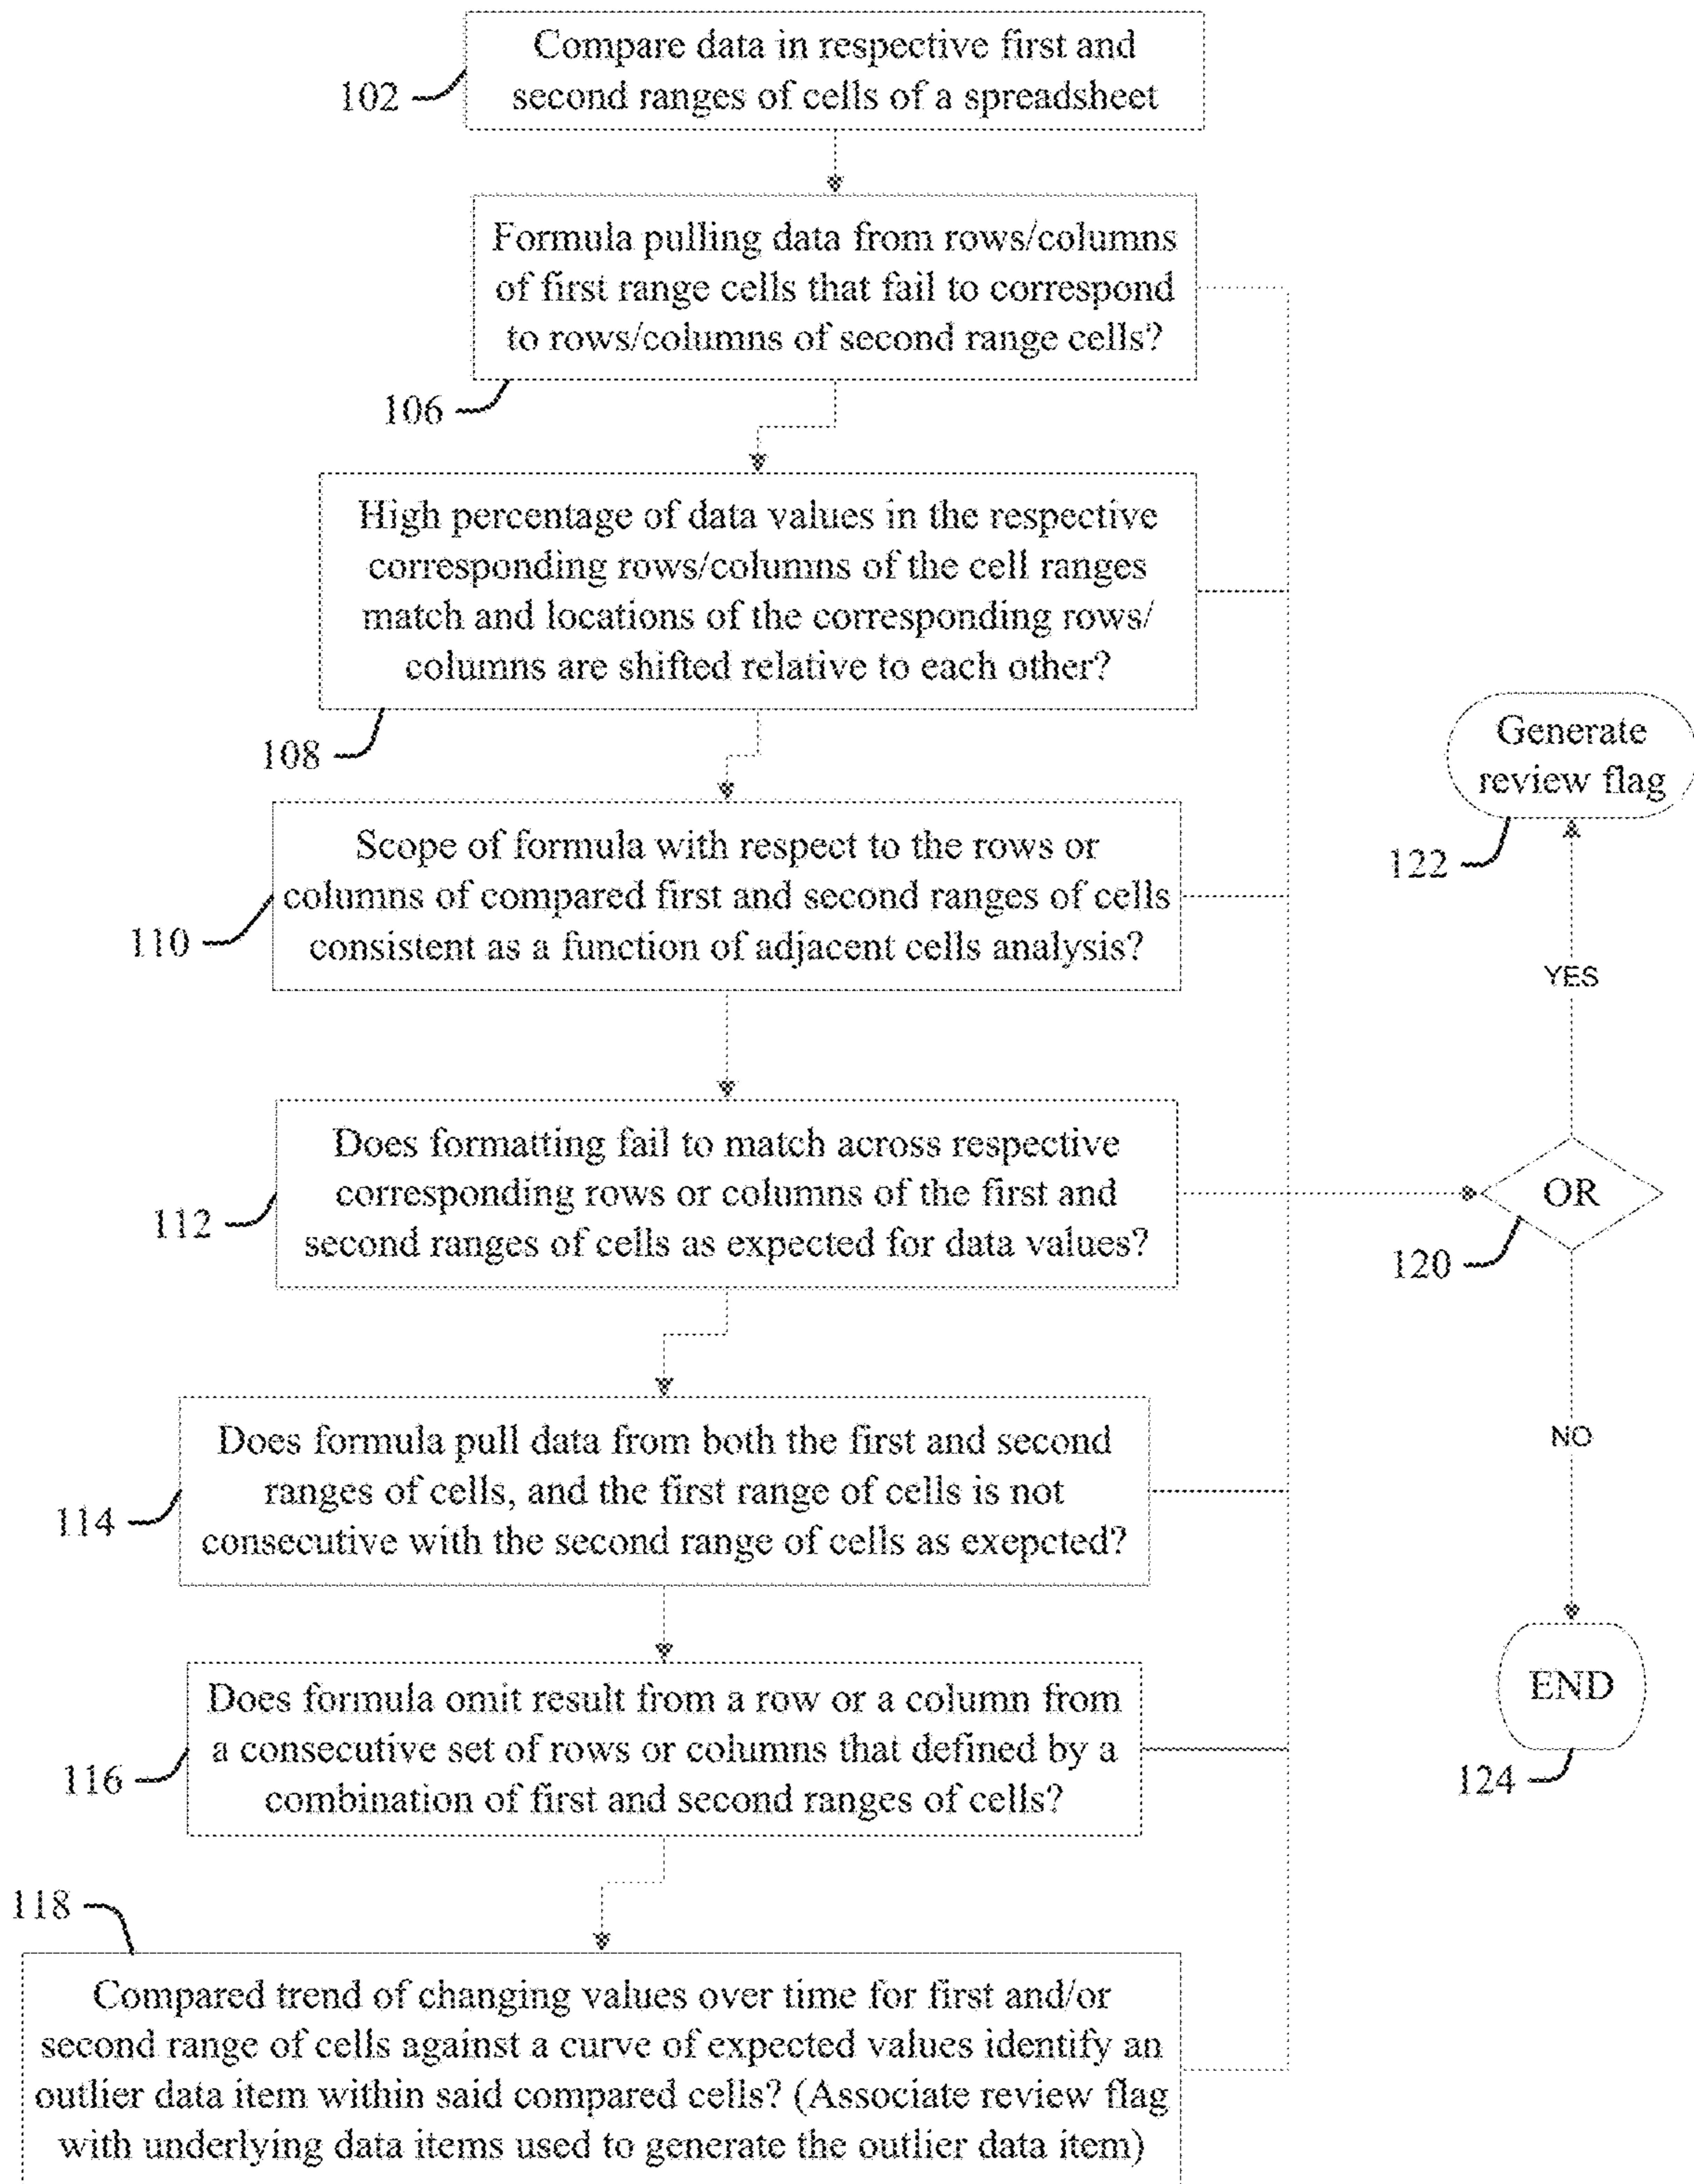 Compare data in respective first and
second ranges of cells of a spreadsheet
102
Formula pulling data from rows/columns
of first range cells that fail to correspond
to rows/columns of second range cells?
106
High percentage of data values in the respective
corresponding rows/columns of the cell ranges
match and locations of the corresponding rows/
columns are shifted relative to each other?
108
Generate
review flag
122
Scope of formula with respect to the rows or
columns of compared first and second ranges of cells
consistent as a function of adjacent cells analysis?
110
YES
Does formatting fail to match across respective
corresponding rows or columns of the first and
second ranges of cells as expected for data values?
112
OR
120
Does formula pull data from both the first and second
ranges of cells, and the first range of cells is not
consecutive with the second range of cells as exepcted?
114
NO
Does formula omit result from a row or a column from
a consecutive set of rows or columns that defined by a
combination of first and second ranges of cells?
116
END
124
118
Compared trend of changing values over time for first and/or
second range of cells against a curve of expected values identify an
outlier data item within said compared cells? (Associate review flag
with underlying data items used to generate the outlier data item)